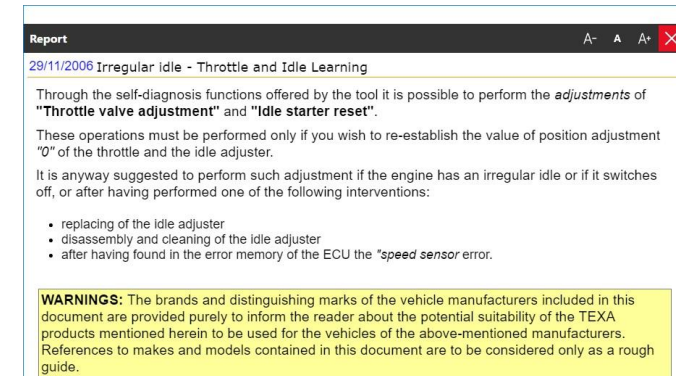 Report A- A A+ X
29/11/2006 Irregular idle - Throttle and Idle Learning
Through the self-diagnosis functions offered by the tool it is possible to perform the adjustments of
"Throttle valve adjustment" and "Idle starter reset".
These operations must be performed only if you wish to re-establish the value of position adjustment
"0" of the throttle and the idle adjuster.
It is anyway suggested to perform such adjustment if the engine has an irregular idle or if it switches
off, or after having performed one of the following interventions:
• replacing of the idle adjuster
• disassembly and cleaning of the idle adjuster
• after having found in the error memory of the ECU the "speed sensor error.
WARNINGS: The brands and distinguishing marks of the vehicle manufacturers included in this
document are provided purely to inform the reader about the potential suitability of the TEXA
products mentioned herein to be used for the vehicles of the above-mentioned manufacturers.
References to makes and models contained in this document are to be considered only as a rough
guide.